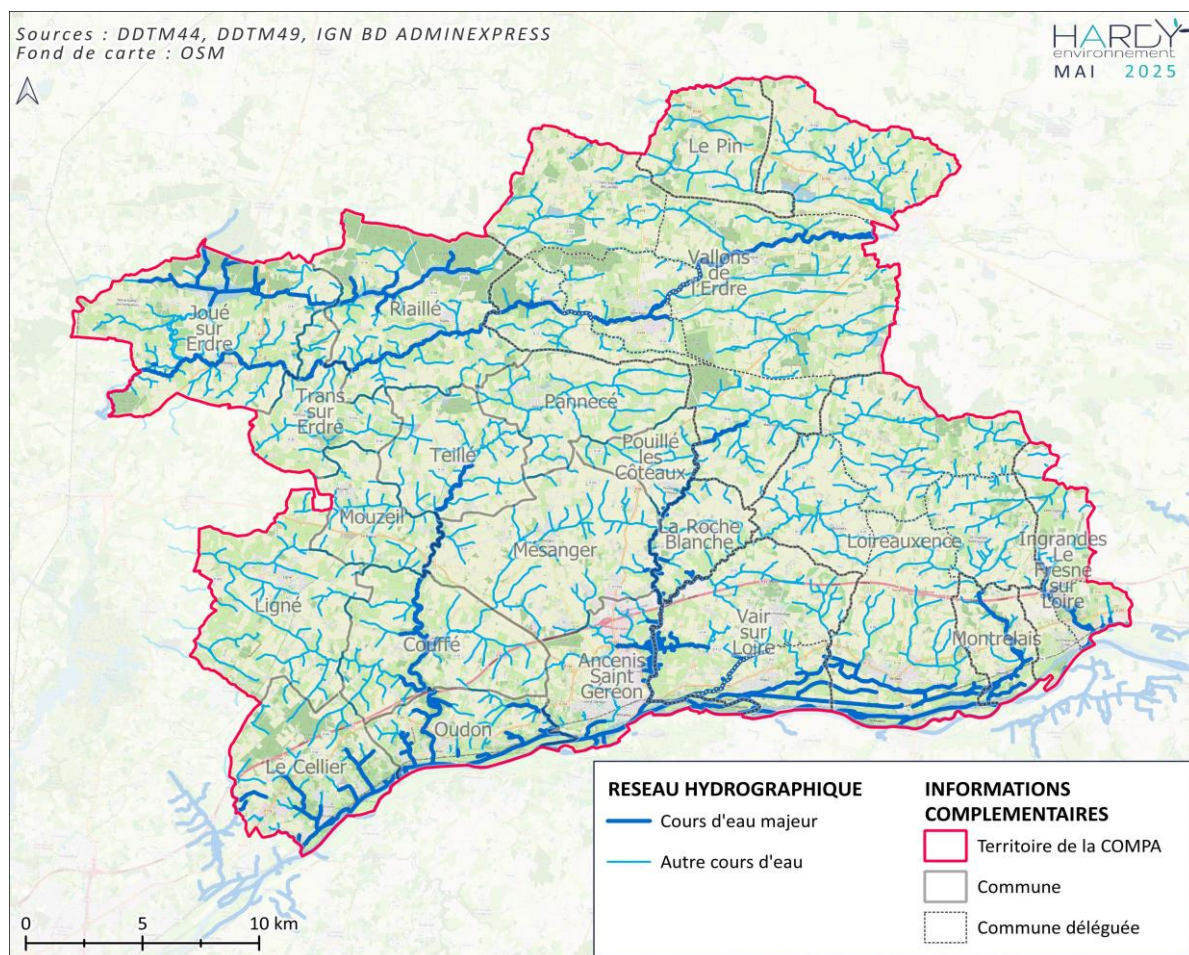 Sources : DDTM44, DDTM49, IGN BD ADMINEXPRESS
Fond de carte : OSM
HARDY
environnement
MAI 2025
Le Pin
Vallons
de
l'Erdre
Riaillé
Joué
sur
Erdre
Trans
sur
Erdre
Pannecé
Pouillé
les
Côteaux
Teillé
Mouzeil
Mésanger
La Roche
Blanche
Loireauxence
Ingrandes
Le
Fresne
sur
Loire
Ligné
Couffé
Vair
sur
Loire
Montrelais
Ancenis
Saint
Géréon
Oudon
Le Cellier
RESEAU HYDROGRAPHIQUE
Cours d'eau majeur
Autre cours d'eau
INFORMATIONS
COMPLEMENTAIRES
Territoire de la COMPA
Commune
Commune déléguée
0 5 10 km